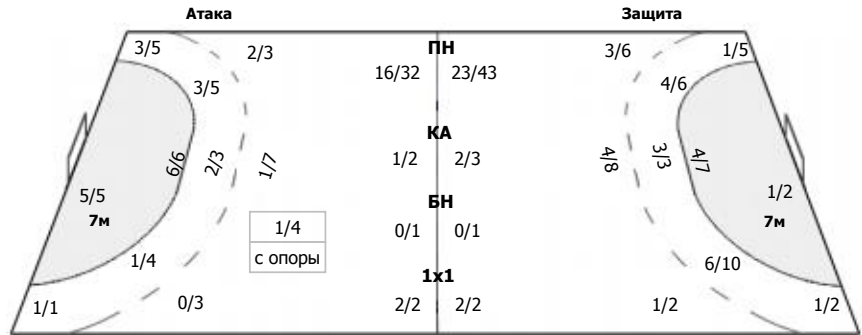 Атака Защита
3/5 2/3 ПН 3/6 1/5
16/32 23/43
3/5 4/6
КА
6/6 2/3 1/7 1/2 2/3 4/8 3/3 4/7
5/5 1/2
7м БН 7м
1/4 0/1 0/1
с опоры
1/4 6/10
1x1
1/1 0/3 2/2 2/2 1/2 1/2